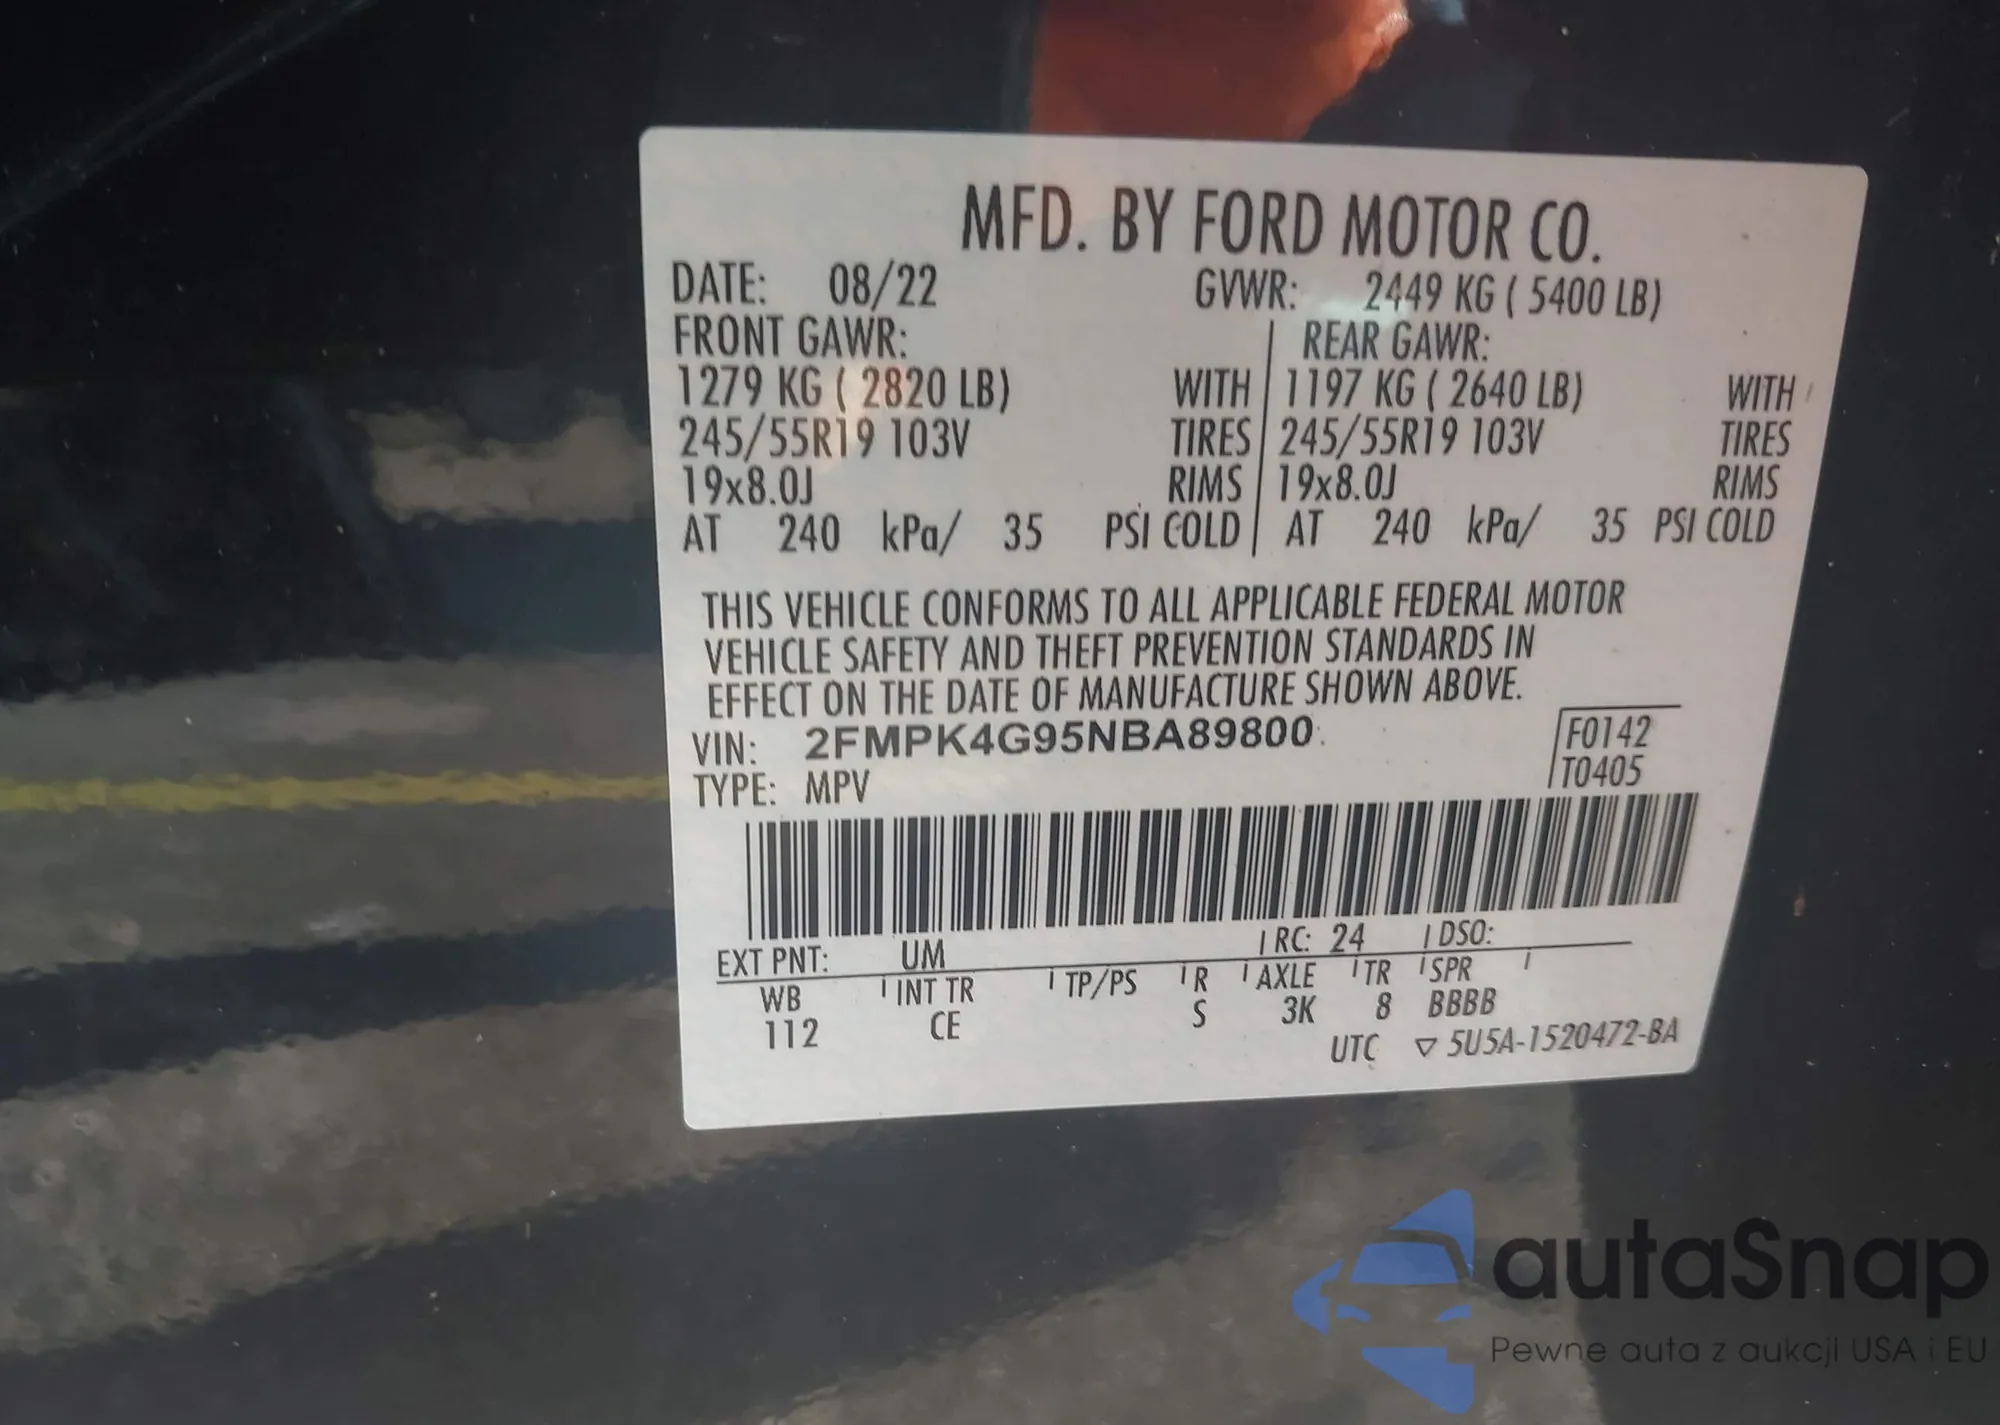 MFD. BY FORD MOTOR CO.
DATE: 08/22 GVWR: 2449 KG ( 5400 LB)
FRONT GAWR: REAR GAWR:
1279 KG ( 2820 LB) WITH 1197 KG ( 2640 LB) WITH
245/55R19 103V TIRES 245/55R19 103V TIRES
19x8.0J RIMS 19x8.0J RIMS
AT 240 kPa/ 35 PSI COLD AT 240 kPa/ 35 PSI COLD
THIS VEHICLE CONFORMS TO ALL APPLICABLE FEDERAL MOTOR
VEHICLE SAFETY AND THEFT PREVENTION STANDARDS IN
EFFECT ON THE DATE OF MANUFACTURE SHOWN ABOVE.
VIN: 2FMPK4G95NBA89800 F0142
TYPE: MPV T0405
EXT PNT: UM RC: 24 DSO:
WB INT TR TP/PS R AXLE TR SPR
112 CE S 3K 8 BBBB
UTC ▽ 5U5A-1520472-BA
autaSnap
Pewne auta z aukcji USA i EU